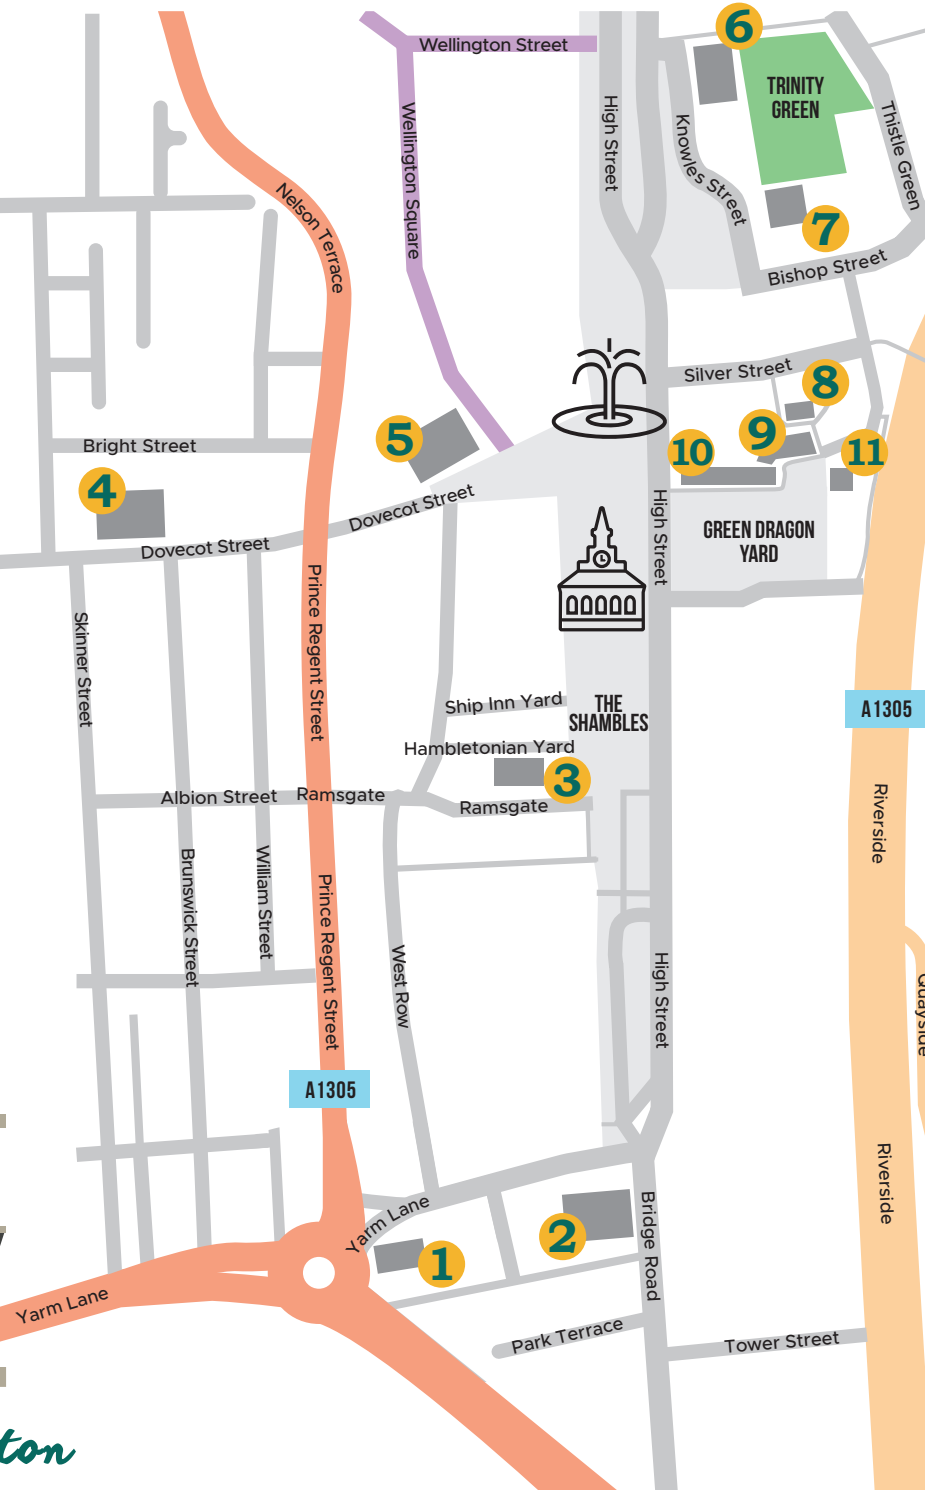 6
Wellington Street
TRINITY
GREEN
High Street
Wellington Square
Knowles Street
Thistle Green
Nelson Terrace
7
Bishop Street
Silver Street
8
5
9
10
11
Bright Street
4
Dovecot Street
Dovecot Street
High Street
GREEN DRAGON
YARD
Prince Regent Street
Skinner Street
Ship Inn Yard
THE
SHAMBLES
A1305
Hambletonian Yard
3
Albion Street
Ramsgate
Ramsgate
Riverside
Brunswick Street
William Street
Prince Regent Street
West Row
High Street
Quayside
A1305
Riverside
Yarm Lane
1
2
Bridge Road
Yarm Lane
Park Terrace
Tower Street
ton